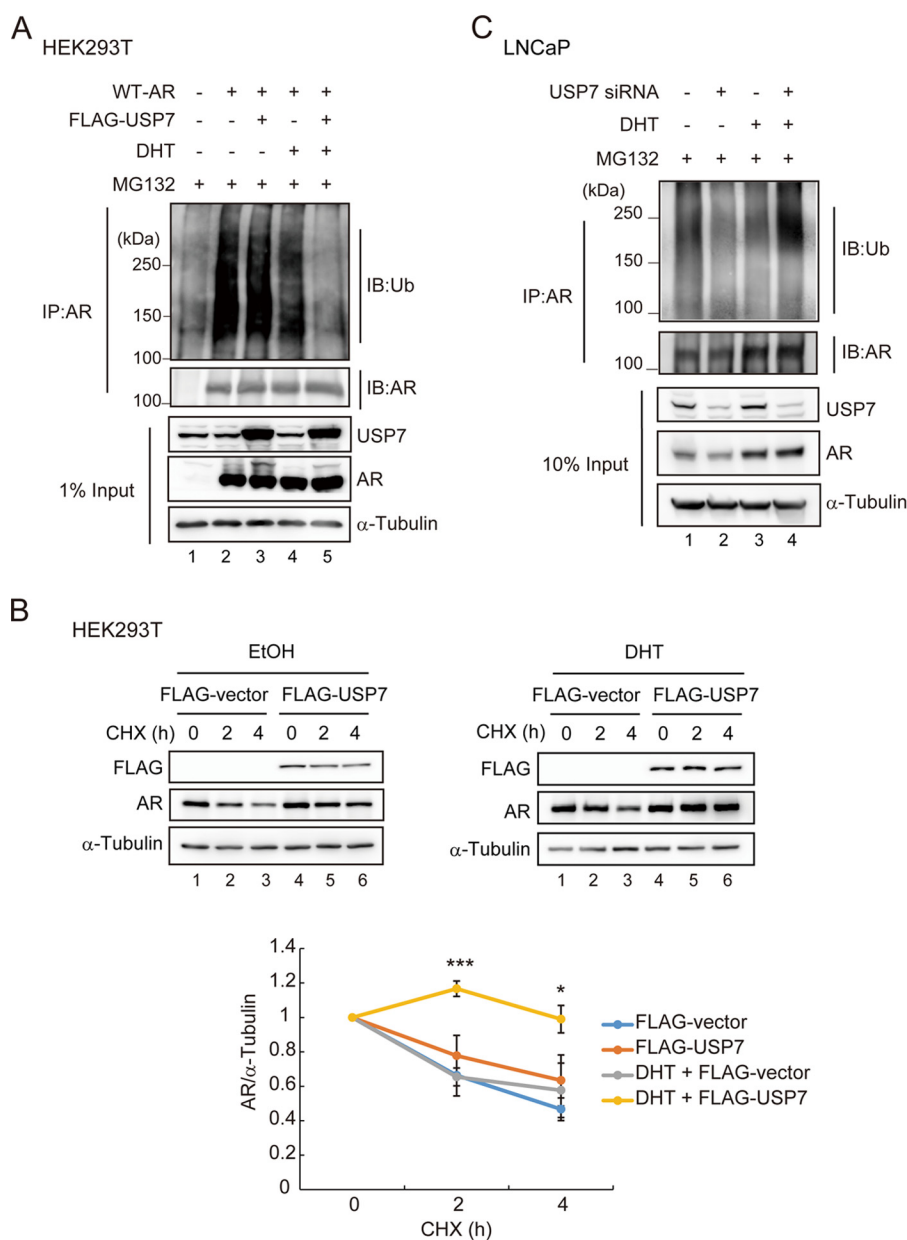 A
HEK293T
WT-AR - + + + +
FLAG-USP7 - - + - +
DHT - - - + +
MG132 + + + + +
(kDa)
250
150
100
IP:AR
IB:Ub
100
IB:AR
1% Input
USP7
AR
α-Tubulin
1 2 3 4 5
C
LNCaP
USP7 siRNA - + - +
DHT - - + +
MG132 + + + +
(kDa)
250
150
100
IP:AR
IB:Ub
100
IB:AR
10% Input
USP7
AR
α-Tubulin
1 2 3 4
B
HEK293T
EtOH
FLAG-vector FLAG-USP7
CHX (h) 0 2 4 0 2 4
FLAG
AR
α-Tubulin
1 2 3 4 5 6
DHT
FLAG-vector FLAG-USP7
CHX (h) 0 2 4 0 2 4
FLAG
AR
α-Tubulin
1 2 3 4 5 6
AR/α-Tubulin
1.4
1.2
1
0.8
0.6
0.4
0.2
0
*** *
0 2 4
CHX (h)
FLAG-vector
FLAG-USP7
DHT + FLAG-vector
DHT + FLAG-USP7